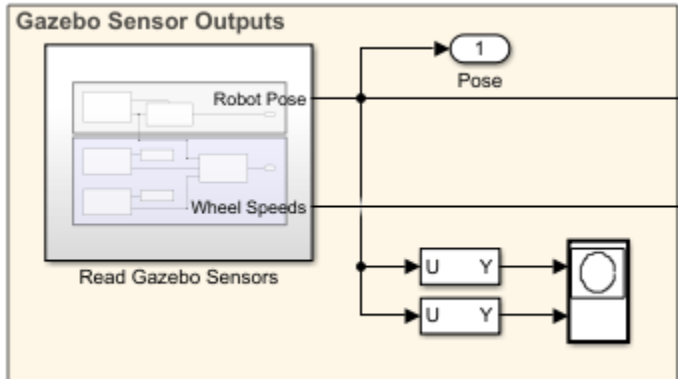 Gazebo Sensor Outputs
1
Pose
Robot Pose
Wheel Speeds
Read Gazebo Sensors
U Y
U Y